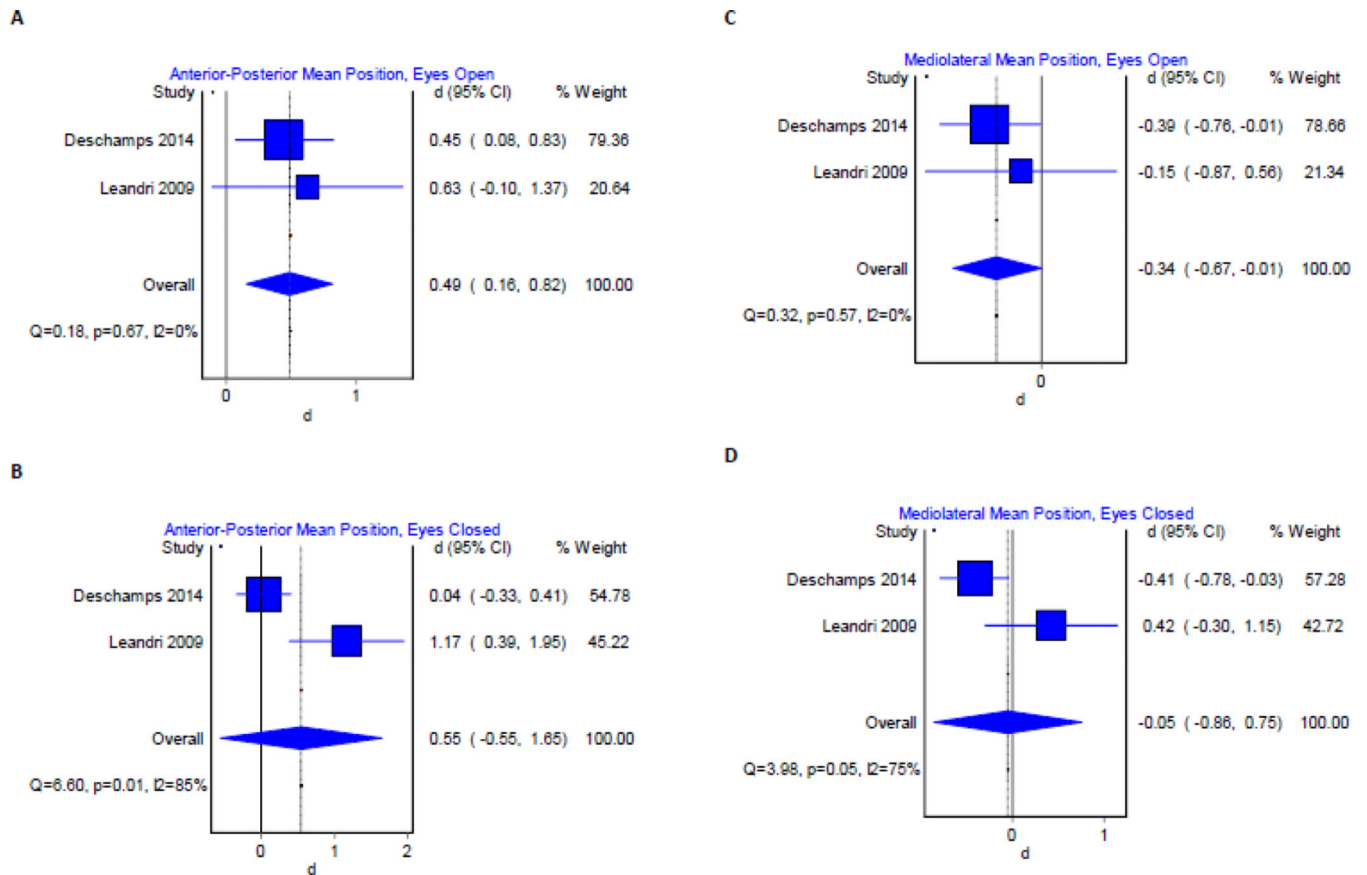 A
Anterior-Posterior Mean Position, Eyes Open
Study d (95% CI) % Weight
Deschamps 2014 0.45 ( 0.08, 0.83) 79.36
Leandri 2009 0.63 (-0.10, 1.37) 20.64
Overall 0.49 ( 0.16, 0.82) 100.00
Q=0.18, p=0.67, I2=0%
0 1
d
B
Anterior-Posterior Mean Position, Eyes Closed
Study d (95% CI) % Weight
Deschamps 2014 0.04 (-0.33, 0.41) 54.78
Leandri 2009 1.17 ( 0.39, 1.95) 45.22
Overall 0.55 (-0.55, 1.65) 100.00
Q=6.60, p=0.01, I2=85%
0 1 2
d
C
Mediolateral Mean Position, Eyes Open
Study d (95% CI) % Weight
Deschamps 2014 -0.39 (-0.76, -0.01) 78.66
Leandri 2009 -0.15 (-0.87, 0.56) 21.34
Overall -0.34 (-0.67, -0.01) 100.00
Q=0.32, p=0.57, I2=0%
0
d
D
Mediolateral Mean Position, Eyes Closed
Study d (95% CI) % Weight
Deschamps 2014 -0.41 (-0.78, -0.03) 57.28
Leandri 2009 0.42 (-0.30, 1.15) 42.72
Overall -0.05 (-0.86, 0.75) 100.00
Q=3.98, p=0.05, I2=75%
0 1
d